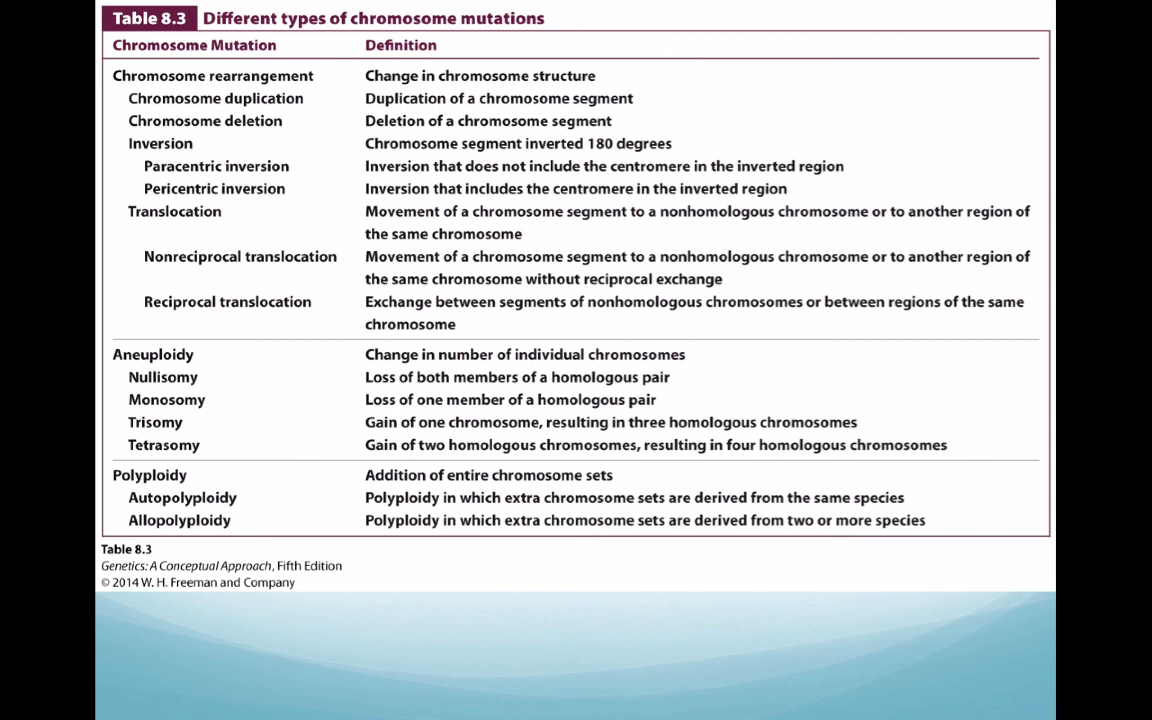 Table 8.3 Different types of chromosome mutations
Chromosome Mutation Definition
Chromosome rearrangement Change in chromosome structure
Chromosome duplication Duplication of a chromosome segment
Chromosome deletion Deletion of a chromosome segment
Inversion Chromosome segment inverted 180 degrees
Paracentric inversion Inversion that does not include the centromere in the inverted region
Pericentric inversion Inversion that includes the centromere in the inverted region
Translocation Movement of a chromosome segment to a nonhomologous chromosome or to another region of
the same chromosome
Nonreciprocal translocation Movement of a chromosome segment to a nonhomologous chromosome or to another region of
the same chromosome without reciprocal exchange
Reciprocal translocation Exchange between segments of nonhomologous chromosomes or between regions of the same
chromosome
Aneuploidy Change in number of individual chromosomes
Nullisomy Loss of both members of a homologous pair
Monosomy Loss of one member of a homologous pair
Trisomy Gain of one chromosome, resulting in three homologous chromosomes
Tetrasomy Gain of two homologous chromosomes, resulting in four homologous chromosomes
Polyploidy Addition of entire chromosome sets
Autopolyploidy Polyploidy in which extra chromosome sets are derived from the same species
Allopolyploidy Polyploidy in which extra chromosome sets are derived from two or more species
Table 8.3
Genetics: A Conceptual Approach, Fifth Edition
© 2014 W. H. Freeman and Company